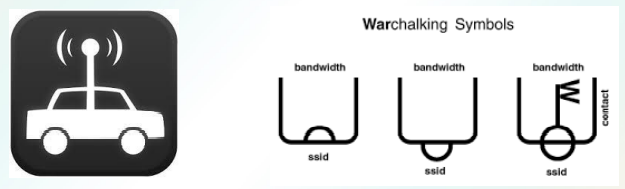 Warchalking Symbols
bandwidth bandwidth bandwidth
W
contact
ssid ssid ssid